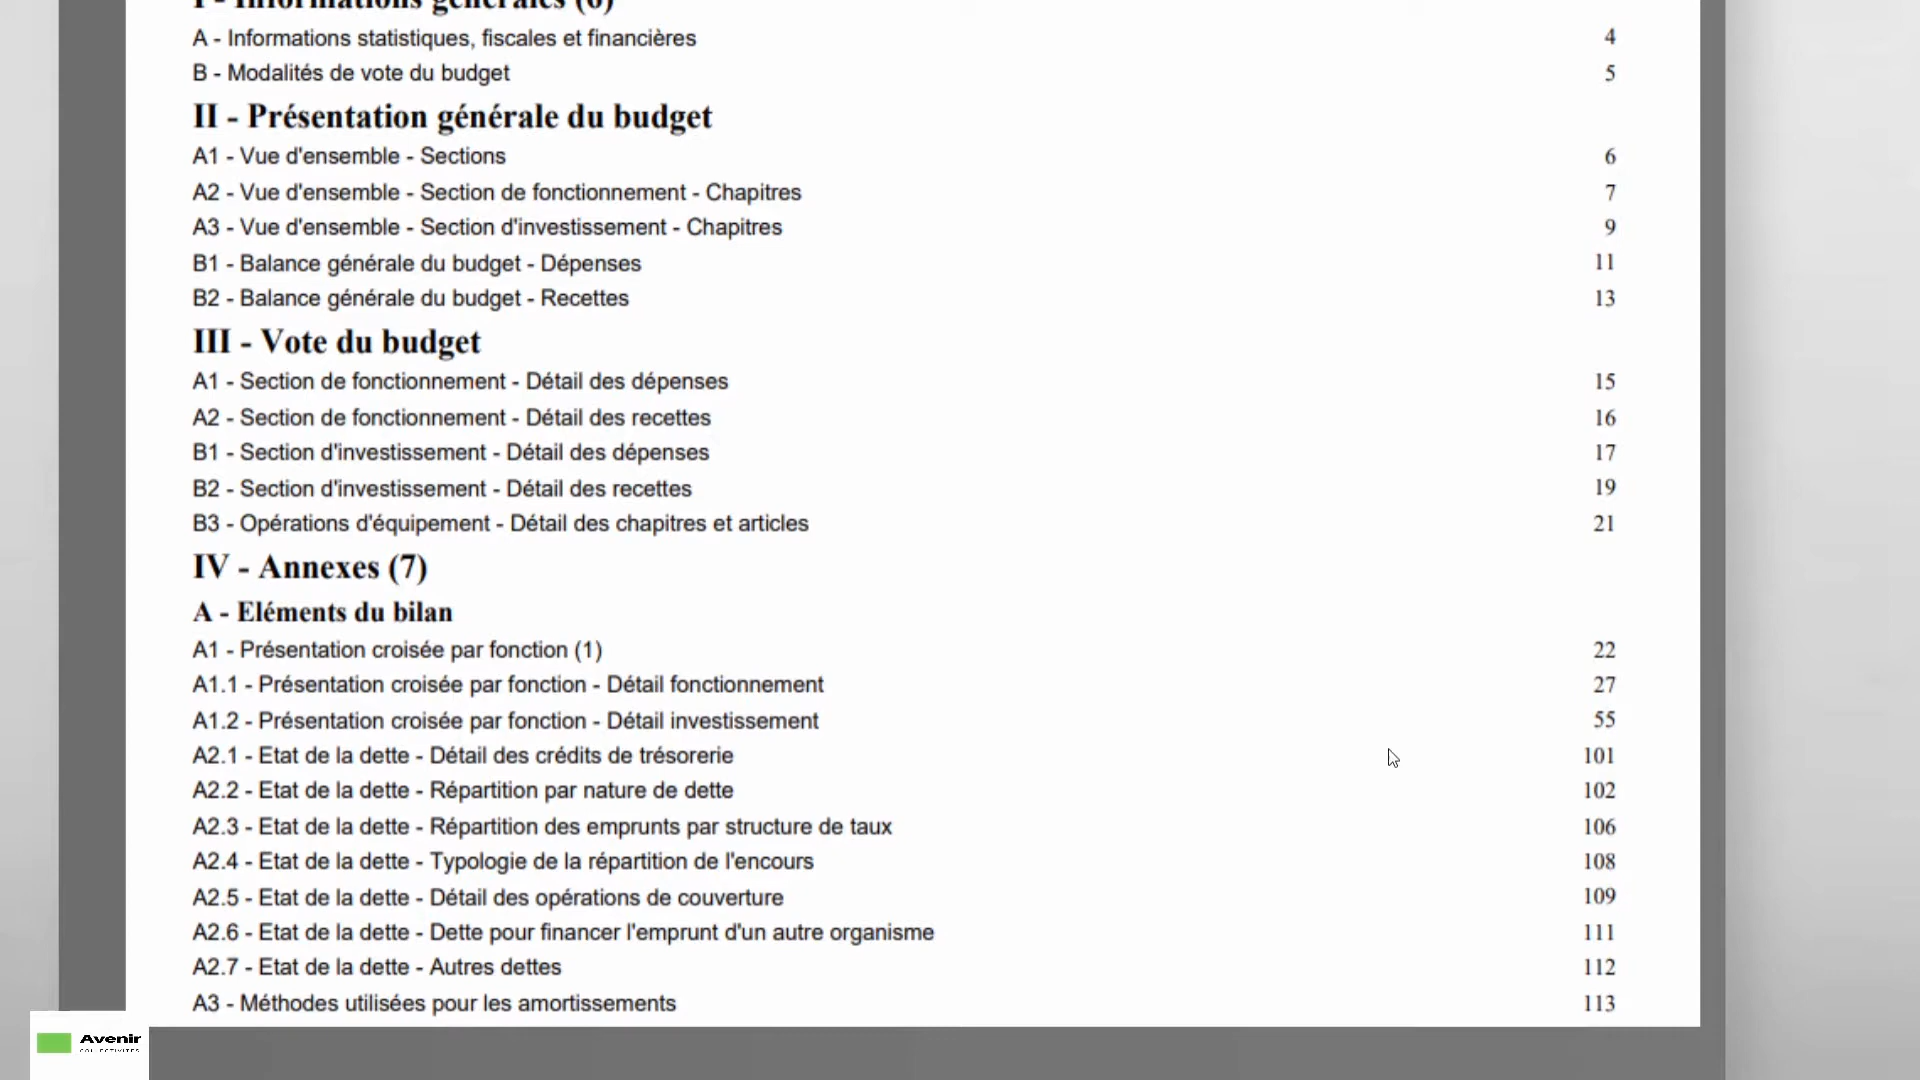 I - Informations générales (6)
A - Informations statistiques, fiscales et financières 4
B - Modalités de vote du budget 5
II - Présentation générale du budget
A1 - Vue d'ensemble - Sections 6
A2 - Vue d'ensemble - Section de fonctionnement - Chapitres 7
A3 - Vue d'ensemble - Section d'investissement - Chapitres 9
B1 - Balance générale du budget - Dépenses 11
B2 - Balance générale du budget - Recettes 13
III - Vote du budget
A1 - Section de fonctionnement - Détail des dépenses 15
A2 - Section de fonctionnement - Détail des recettes 16
B1 - Section d'investissement - Détail des dépenses 17
B2 - Section d'investissement - Détail des recettes 19
B3 - Opérations d'équipement - Détail des chapitres et articles 21
IV - Annexes (7)
A - Eléments du bilan
A1 - Présentation croisée par fonction (1) 22
A1.1 - Présentation croisée par fonction - Détail fonctionnement 27
A1.2 - Présentation croisée par fonction - Détail investissement 55
A2.1 - Etat de la dette - Détail des crédits de trésorerie 101
A2.2 - Etat de la dette - Répartition par nature de dette 102
A2.3 - Etat de la dette - Répartition des emprunts par structure de taux 106
A2.4 - Etat de la dette - Typologie de la répartition de l'encours 108
A2.5 - Etat de la dette - Détail des opérations de couverture 109
A2.6 - Etat de la dette - Dette pour financer l'emprunt d'un autre organisme 111
A2.7 - Etat de la dette - Autres dettes 112
A3 - Méthodes utilisées pour les amortissements 113
Avenir
COLLECTIVITÉS